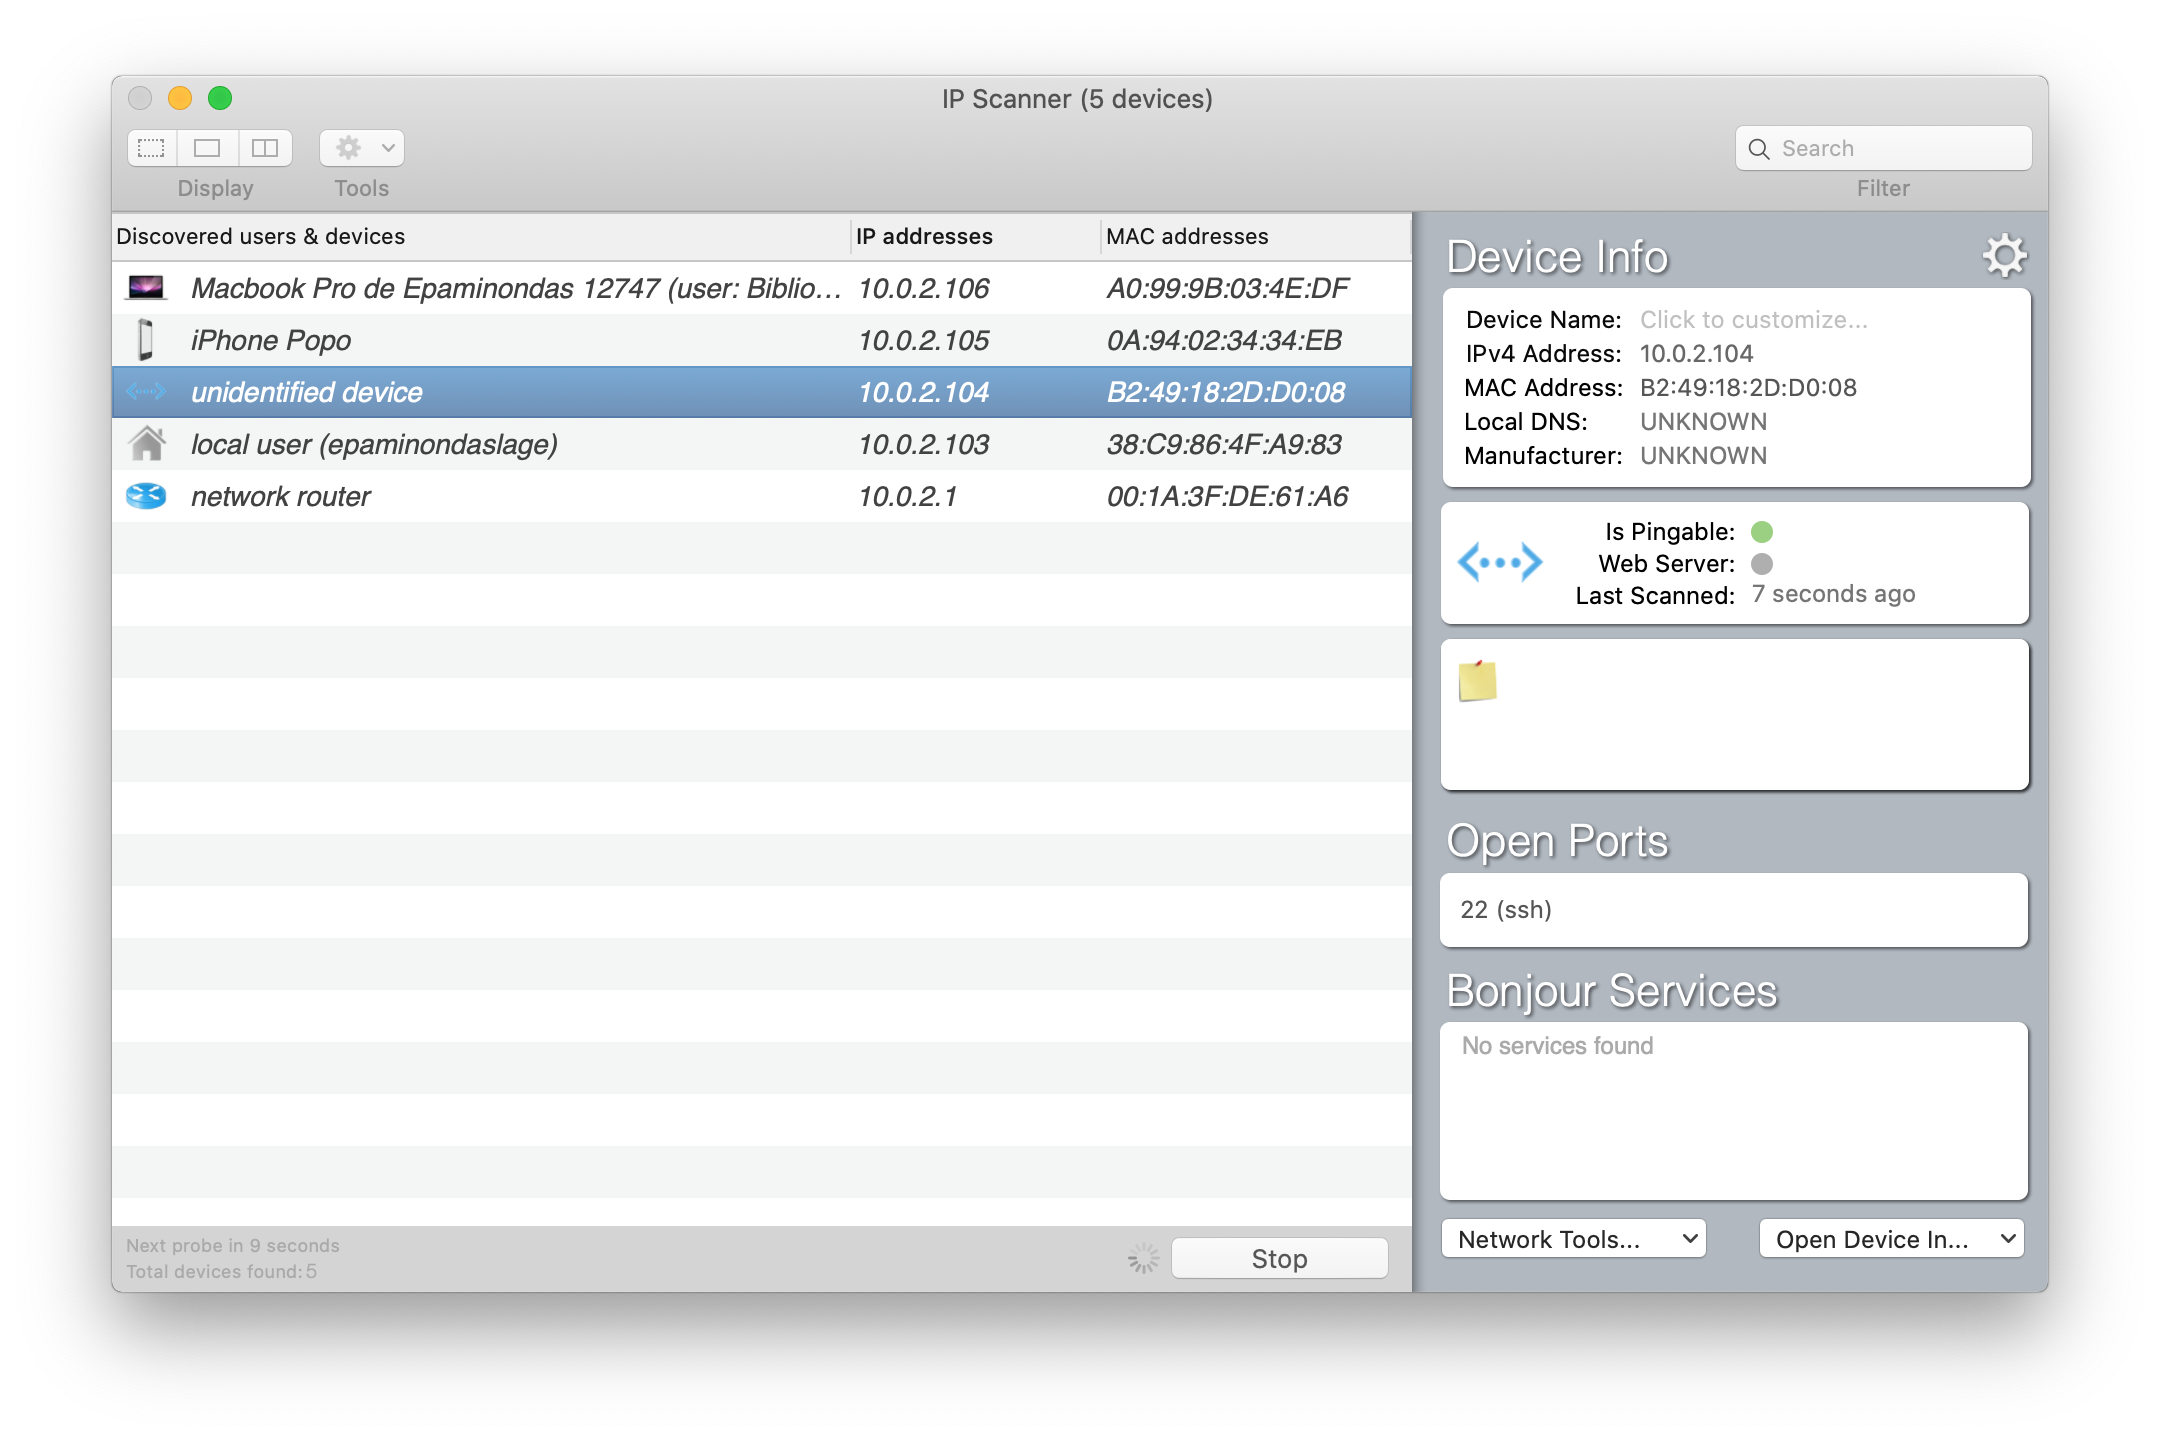 IP Scanner (5 devices)
Display
Tools
Search
Filter
Discovered users & devices
IP addresses
MAC addresses
Macbook Pro de Epaminondas 12747 (user: Biblio…
10.0.2.106
A0:99:9B:03:4E:DF
iPhone Popo
10.0.2.105
0A:94:02:34:34:EB
unidentified device
10.0.2.104
B2:49:18:2D:D0:08
local user (epaminondaslage)
10.0.2.103
38:C9:86:4F:A9:83
network router
10.0.2.1
00:1A:3F:DE:61:A6
Next probe in 9 seconds
Total devices found: 5
Stop
Device Info
Device Name: Click to customize...
IPv4 Address: 10.0.2.104
MAC Address: B2:49:18:2D:D0:08
Local DNS: UNKNOWN
Manufacturer: UNKNOWN
Is Pingable:
Web Server:
Last Scanned: 7 seconds ago
Open Ports
22 (ssh)
Bonjour Services
No services found
Network Tools...
Open Device In...